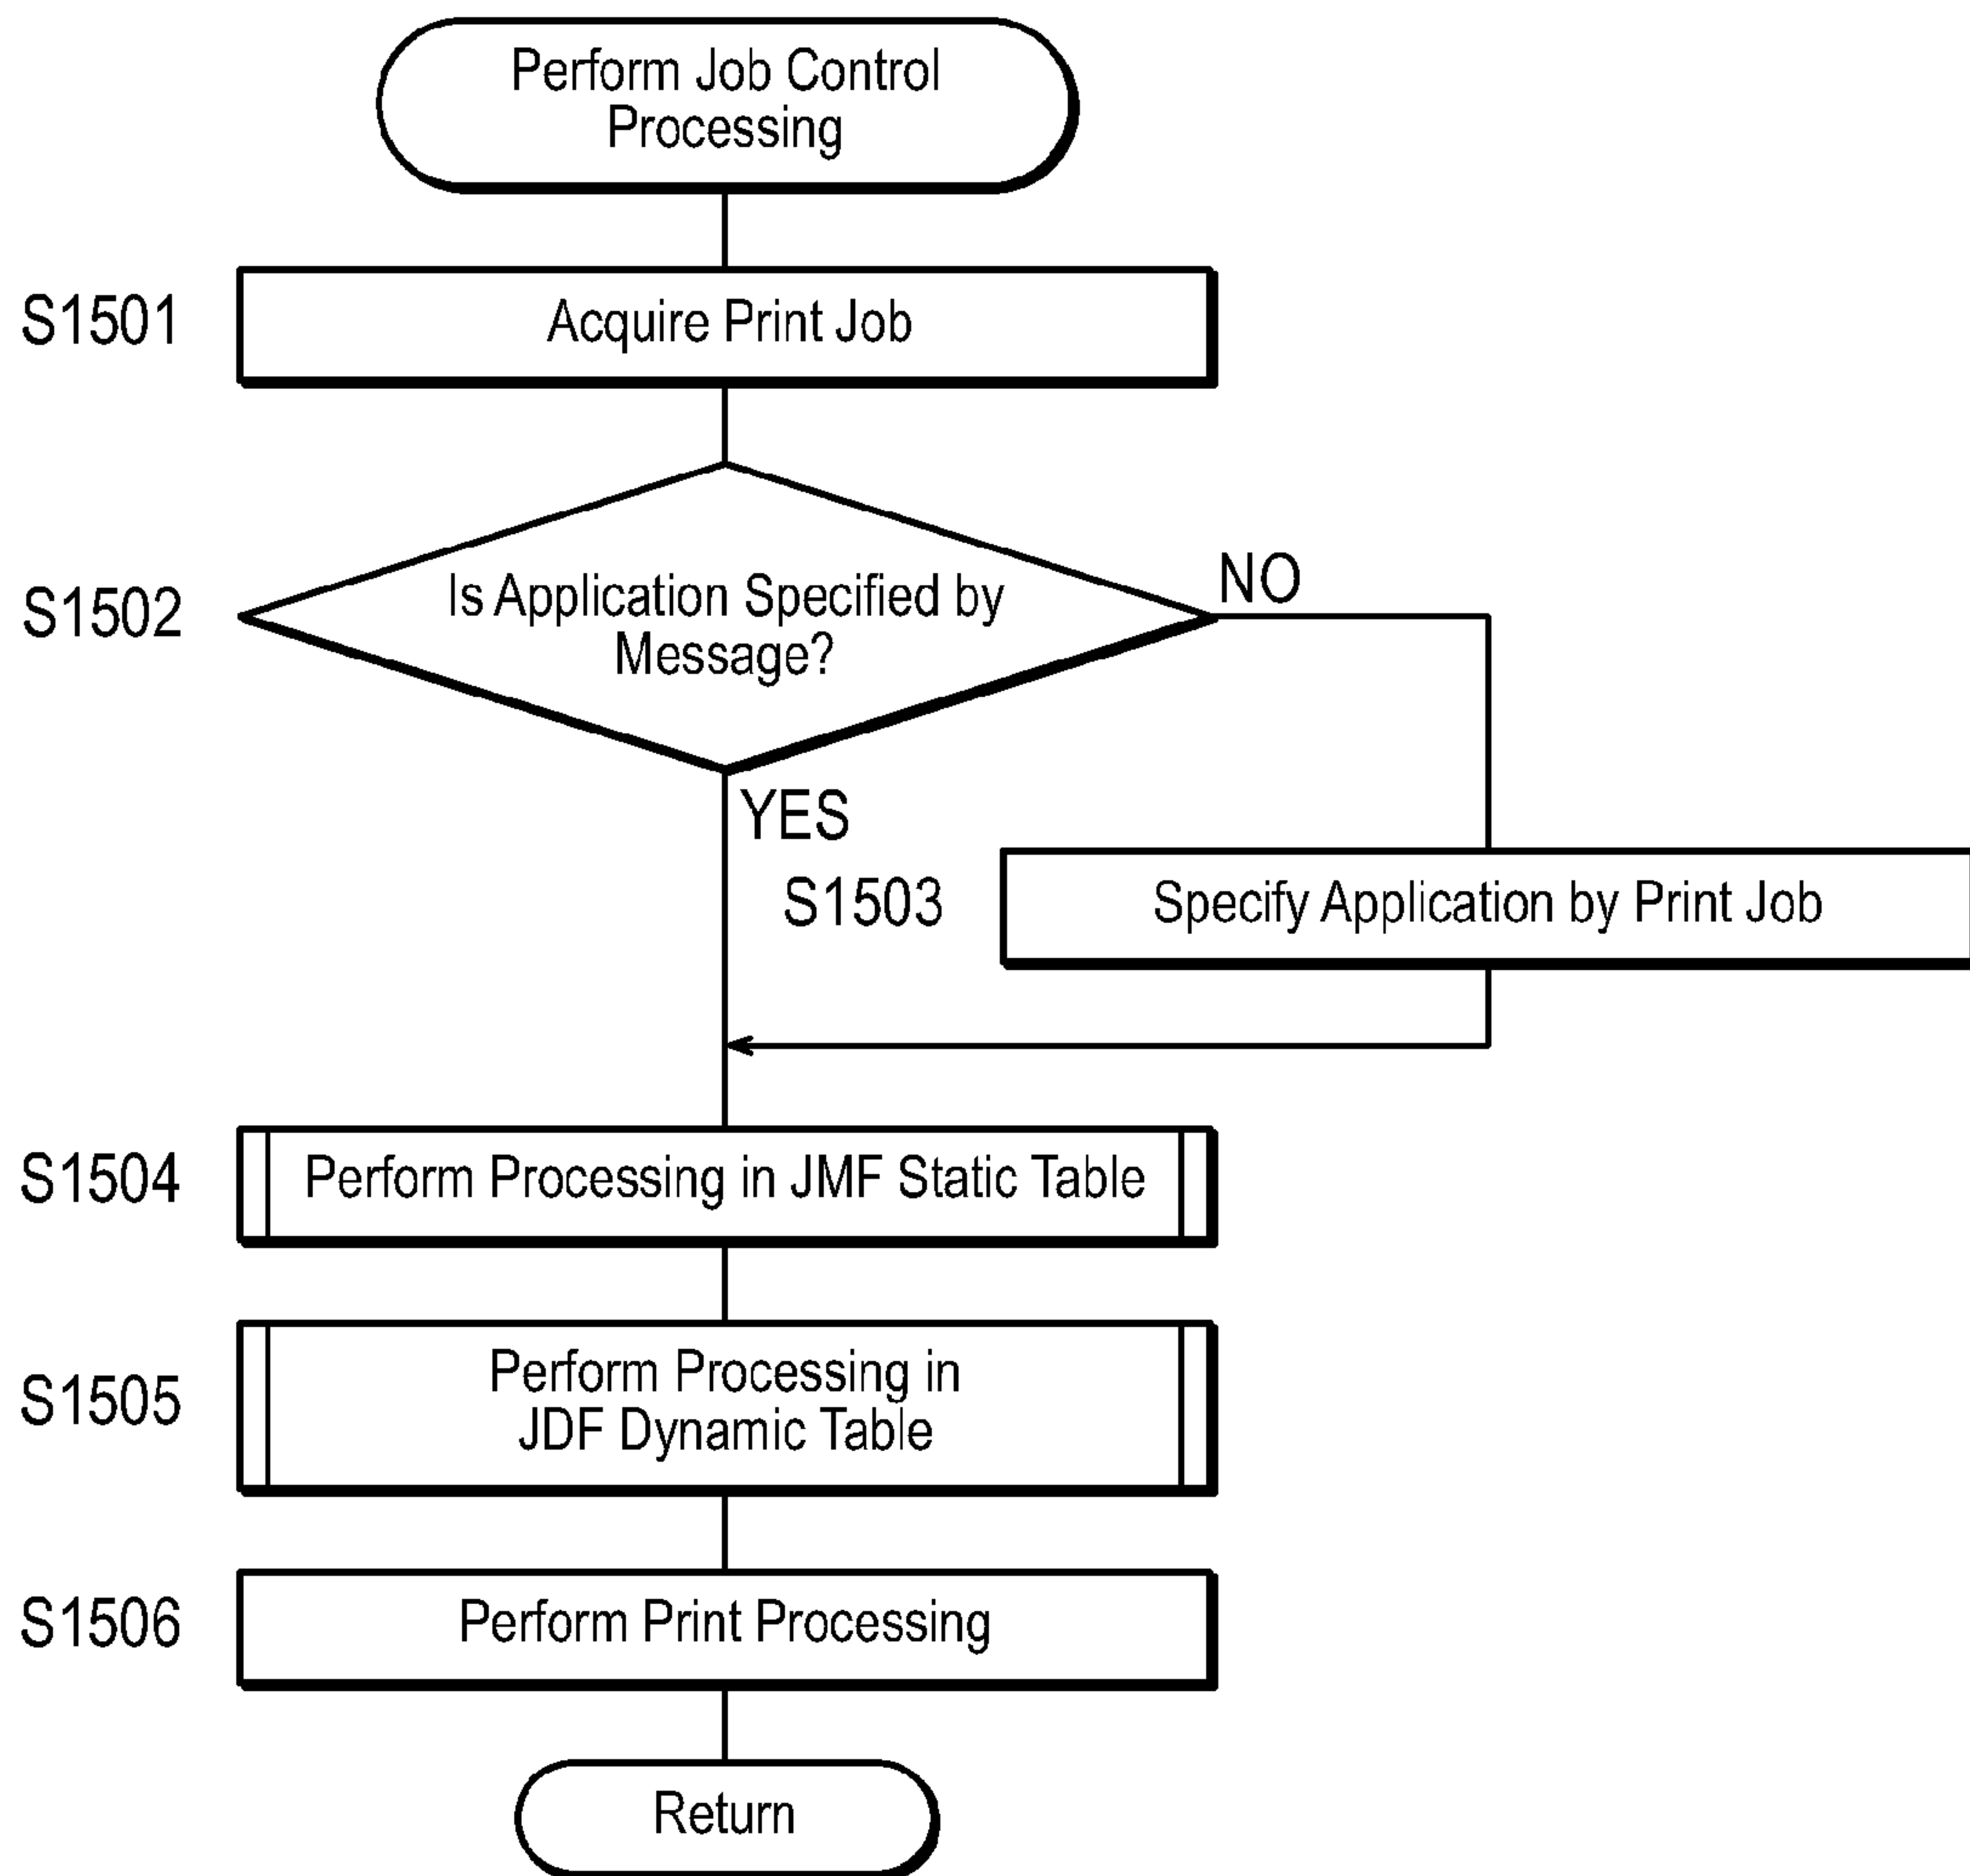 Perform Job Control
Processing
S1501
Acquire Print Job
S1502
Is Application Specified by
Message?
NO
YES
S1503
Specify Application by Print Job
S1504
Perform Processing in JMF Static Table
S1505
Perform Processing in
JDF Dynamic Table
S1506
Perform Print Processing
Return